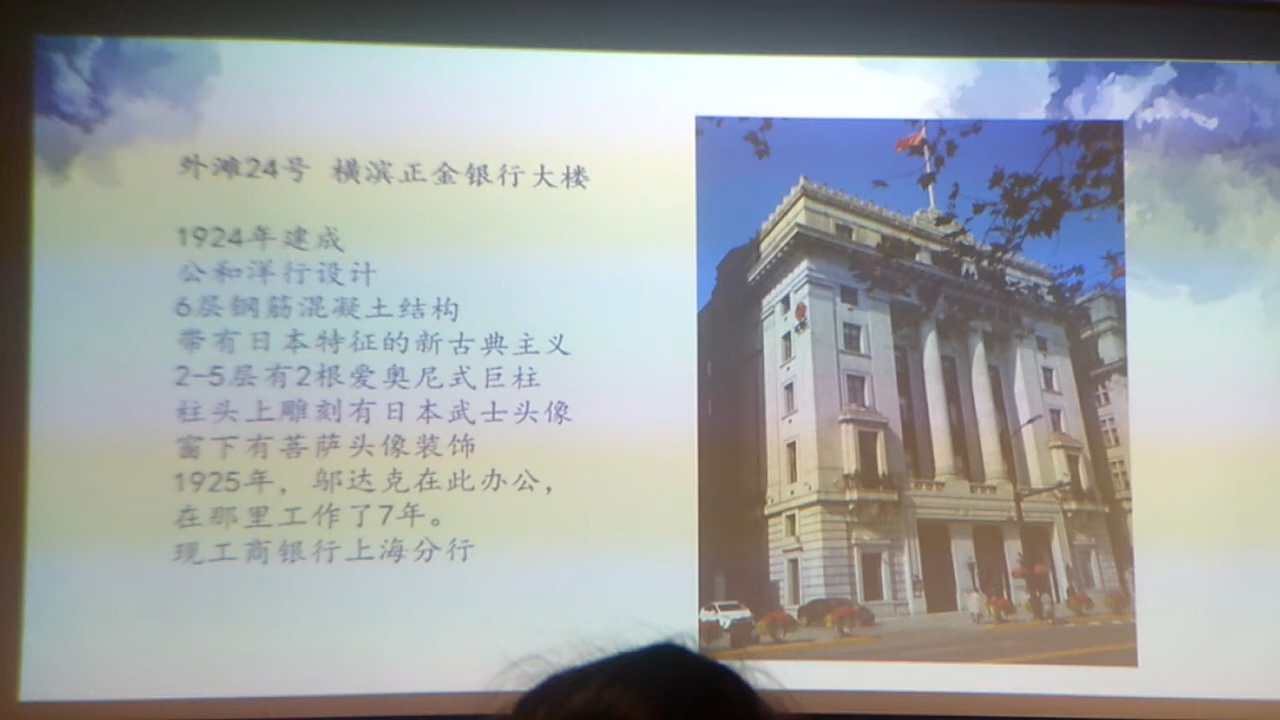 外滩24号 横滨正金银行大楼
1924年建成
公和洋行设计
6层钢筋混凝土结构
带有日本特征的新古典主义
2-5层有2根爱奥尼式巨柱
柱头上雕刻有日本武士头像
窗下有菩萨头像装饰
1925年，邬达克在此办公，
在那里工作了7年。
现工商银行上海分行